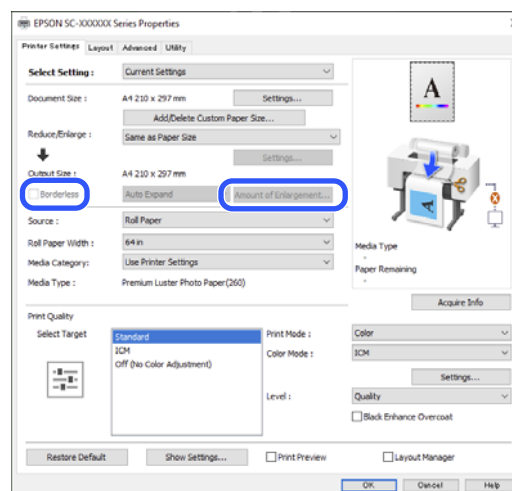 EPSON SC-XXXXXX Series Properties
Printer Settings Layout Advanced Utility
Select Setting : Current Settings
Document Size : A4 210 x 297 mm Settings...
Add/Delete Custom Paper Size...
Reduce/Enlarge : Same as Paper Size
Settings...
Output Size : A4 210 x 297 mm
Borderless Auto Expand Amount of Enlargement...
Source : Roll Paper
Roll Paper Width : 64 in
Media Category: Use Printer Settings
Media Type : Premium Luster Photo Paper(260)
A
A
Media Type
-
Paper Remaining
-
Acquire Info
Print Quality
Select Target Standard
ICM
Off (No Color Adjustment)
Print Mode : Color
Color Mode : ICM
Settings...
Level : Quality
Black Enhance Overcoat
Restore Default Show Settings... Print Preview Layout Manager
OK Cancel Help